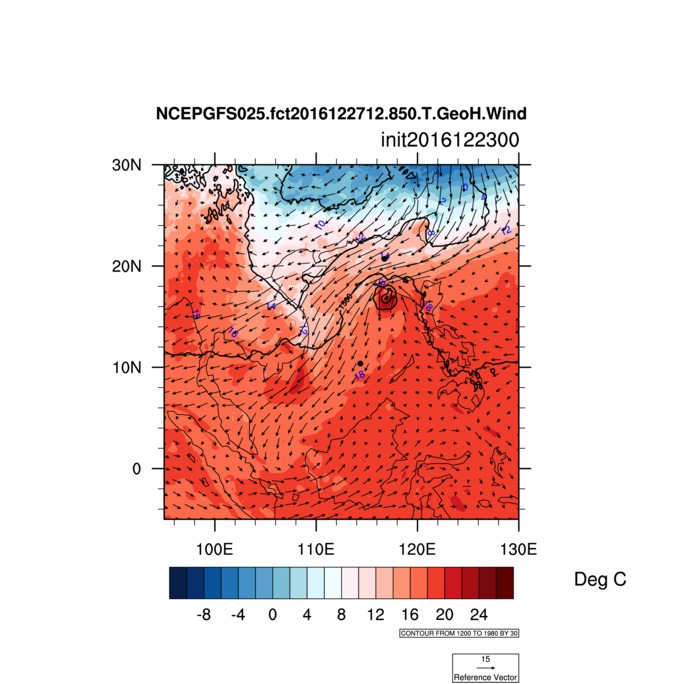 NCEPGFS025.fct2016122712.850.T.GeoH.Wind
init2016122300
30N
20N
10N
0
100E 110E 120E 130E
1500
-8 -4 0 4 8 12 16 20 24
Deg C
CONTOUR FROM 1200 TO 1980 BY 30
15
Reference Vector